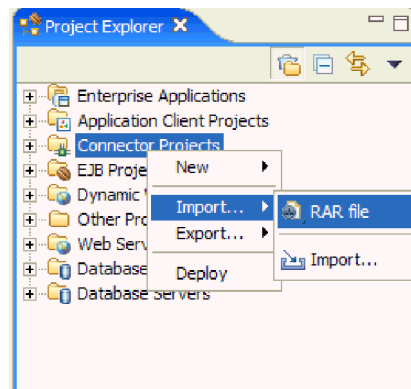 Project Explorer
Enterprise Applications
Application Client Projects
Connector Projects
EJB Proje
Dynamic
Other Pro
Web Serv
Database
Database Servers
New
Import...
Export...
Deploy
RAR file
Import...